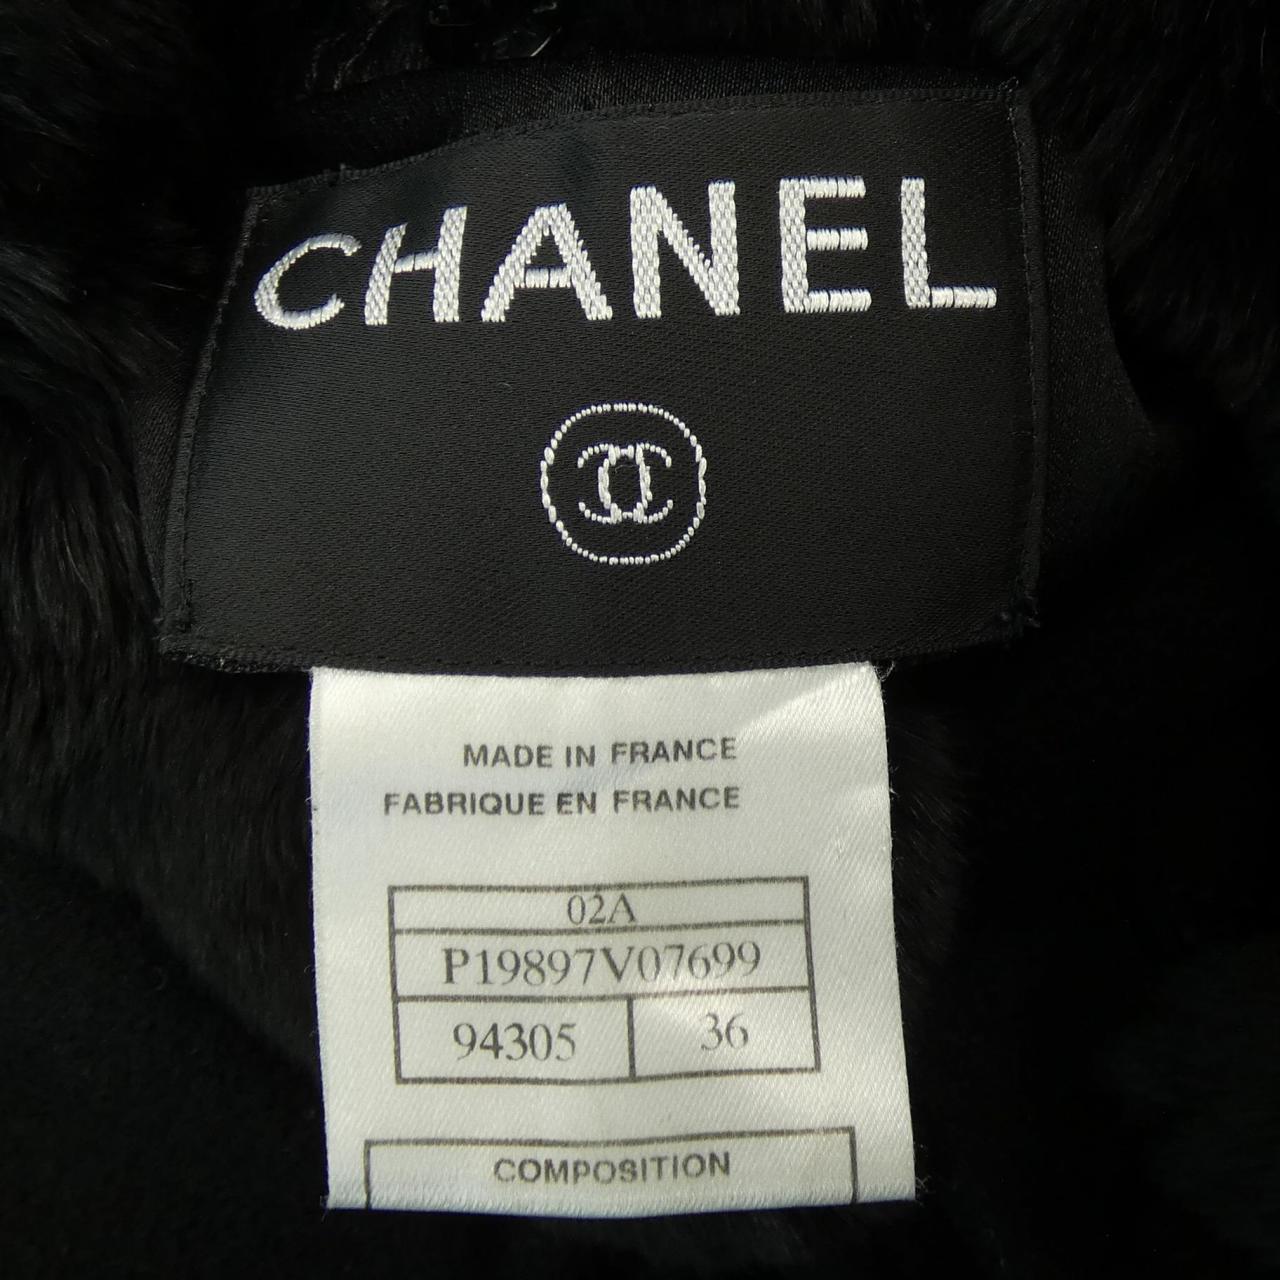 CHANEL
MADE IN FRANCE
FABRIQUE EN FRANCE
02A
P19897V07699
94305 36
COMPOSITION